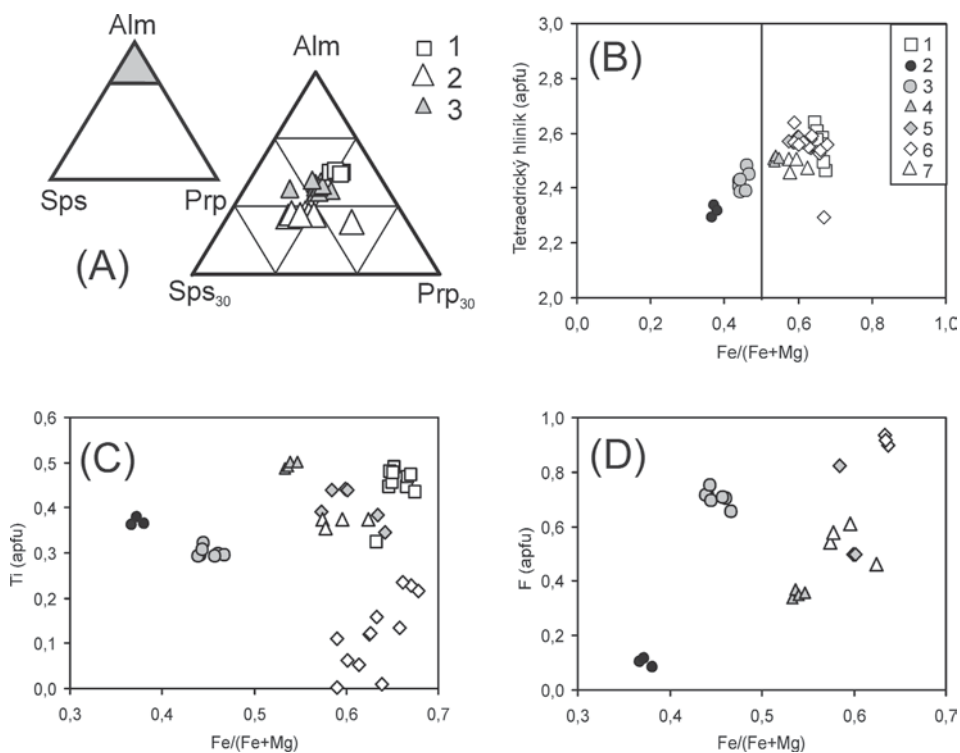 Alm
Sps
Prp
(A)
Alm
Sps30
Prp30
1
2
3
(B)
Tetraedrický hliník (apfu)
3,0
2,8
2,6
2,4
2,2
2,0
0,0 0,2 0,4 0,6 0,8 1,0
Fe/(Fe+Mg)
1
2
3
4
5
6
7
(C)
Ti (apfu)
0,6
0,5
0,4
0,3
0,2
0,1
0,0
0,3 0,4 0,5 0,6 0,7
Fe/(Fe+Mg)
(D)
F (apfu)
1,0
0,8
0,6
0,4
0,2
0,0
0,3 0,4 0,5 0,6 0,7
Fe/(Fe+Mg)